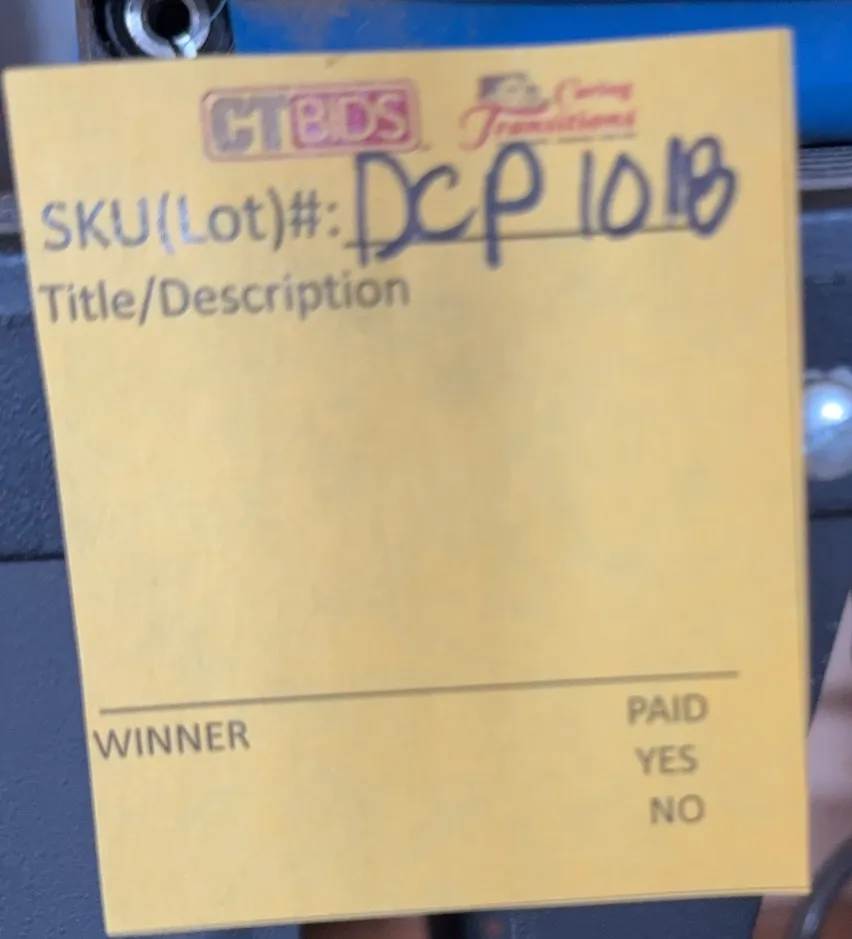 CTBIDS
Caring
Transitions
SKU(Lot)#: DCP 1018
Title/Description
WINNER
PAID
YES
NO